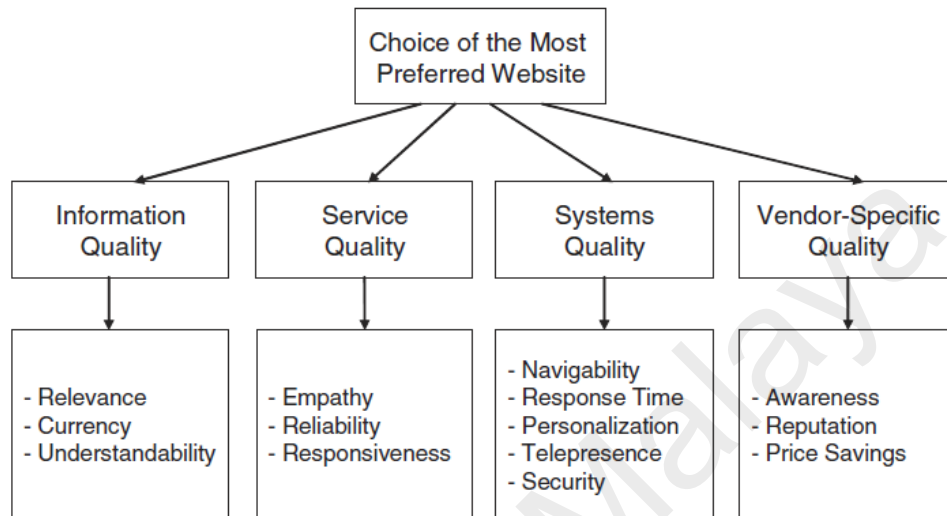 Choice of the Most
Preferred Website
Information
Quality
Service
Quality
Systems
Quality
Vendor-Specific
Quality
- Relevance
- Currency
- Understandability
- Empathy
- Reliability
- Responsiveness
- Navigability
- Response Time
- Personalization
- Telepresence
- Security
- Awareness
- Reputation
- Price Savings
Malaya